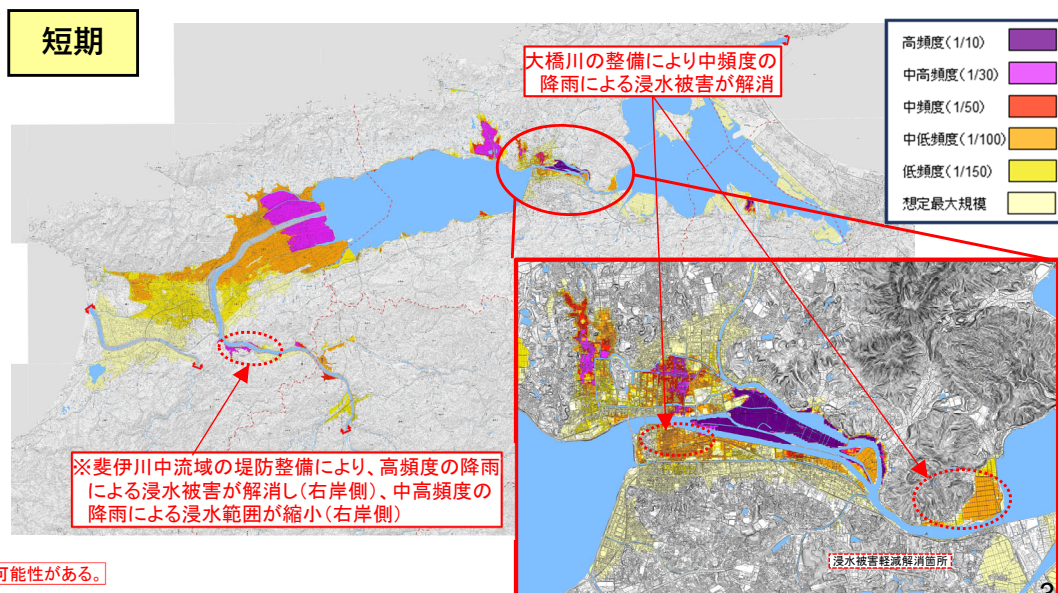 短期
大橋川の整備により中頻度の
降雨による浸水被害が解消
高頻度(1/10)
中高頻度(1/30)
中頻度(1/50)
中低頻度(1/100)
低頻度(1/150)
想定最大規模
※斐伊川中流域の堤防整備により、高頻度の降雨
による浸水被害が解消し(右岸側)、中高頻度の
降雨による浸水範囲が縮小(右岸側)
可能性がある。
浸水被害軽減解消箇所